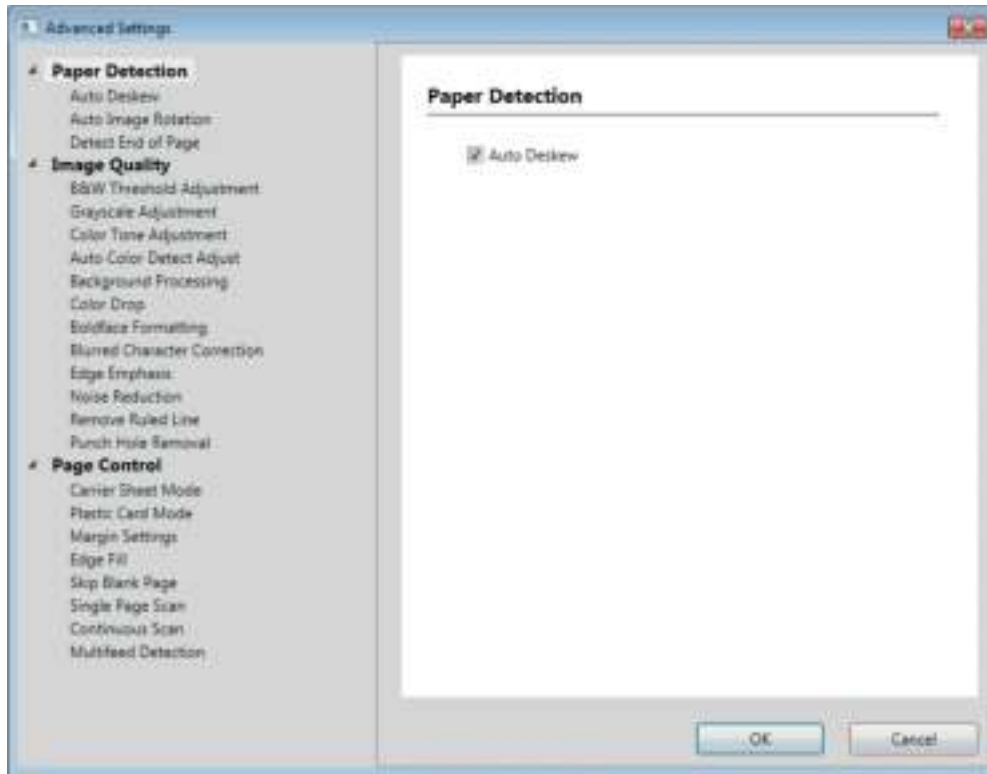 Advanced Settings
Paper Detection
Auto Deskew
Auto Image Rotation
Detect End of Page
Image Quality
B&W Threshold Adjustment
Grayscale Adjustment
Color Tone Adjustment
Auto Color Detect Adjust
Background Processing
Color Drop
Boldface Formatting
Blurred Character Correction
Edge Emphasis
Noise Reduction
Remove Ruled Line
Punch Hole Removal
Page Control
Carrier Sheet Mode
Plastic Card Mode
Margin Settings
Edge Fill
Skip Blank Page
Single Page Scan
Continuous Scan
Multifeed Detection
Paper Detection
Auto Deskew
OK
Cancel